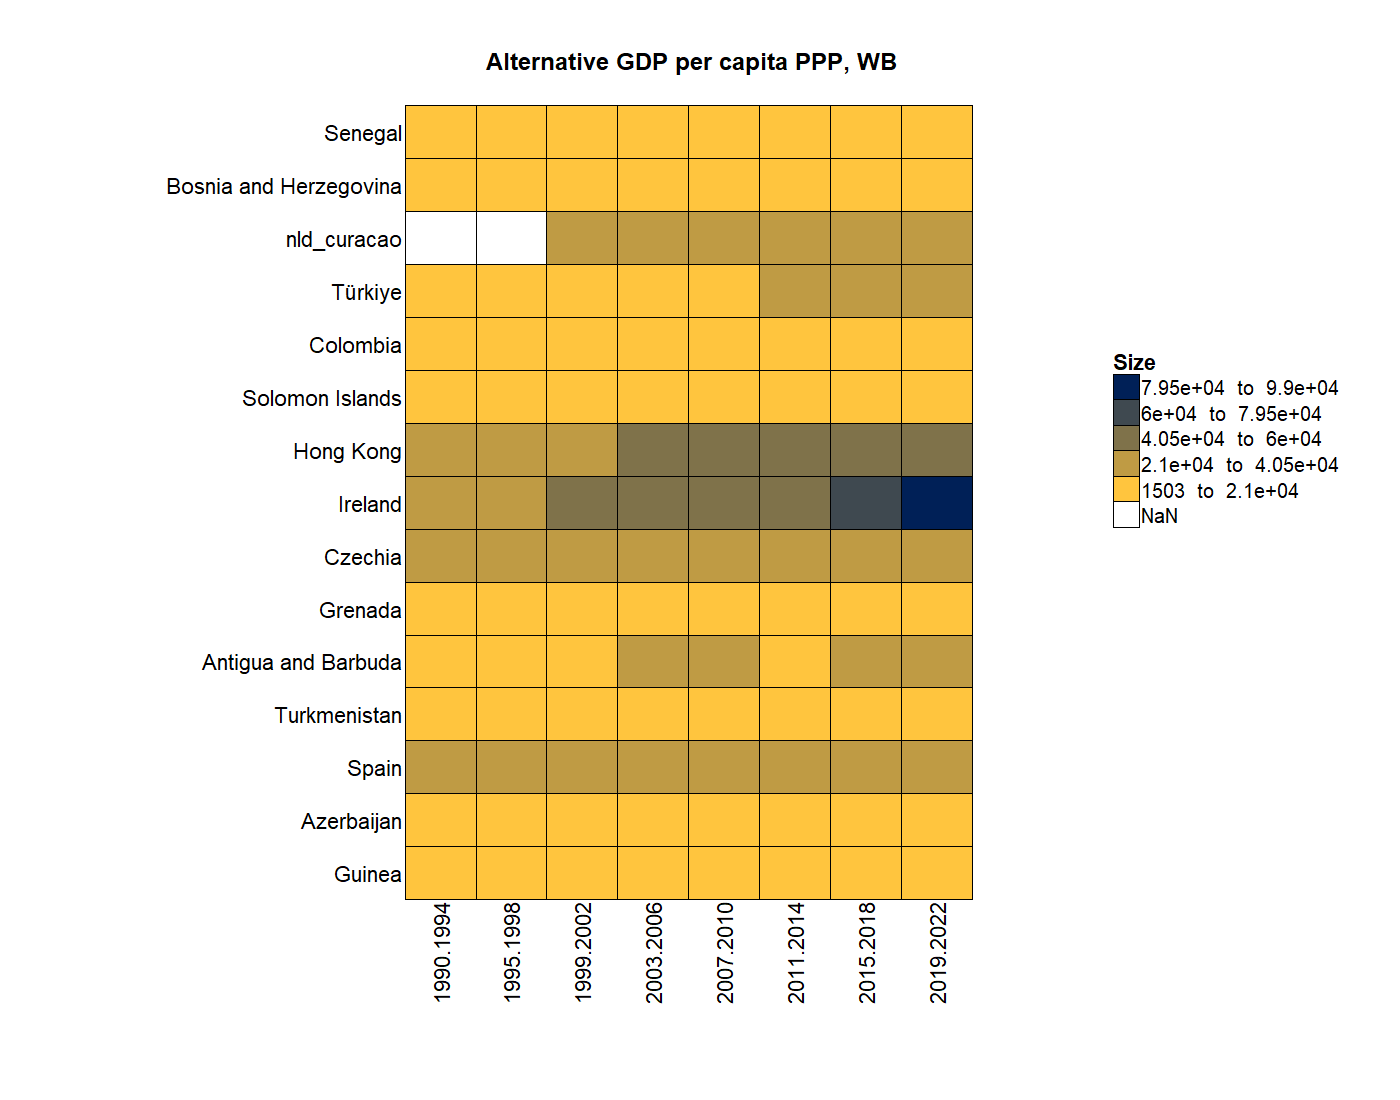 Alternative GDP per capita PPP, WB
Senegal
Bosnia and Herzegovina
nld_curacao
Türkiye
Colombia
Solomon Islands
Hong Kong
Ireland
Czechia
Grenada
Antigua and Barbuda
Turkmenistan
Spain
Azerbaijan
Guinea
1990.1994
1995.1998
1999.2002
2003.2006
2007.2010
2011.2014
2015.2018
2019.2022
Size
7.95e+04 to 9.9e+04
6e+04 to 7.95e+04
4.05e+04 to 6e+04
2.1e+04 to 4.05e+04
1503 to 2.1e+04
NaN